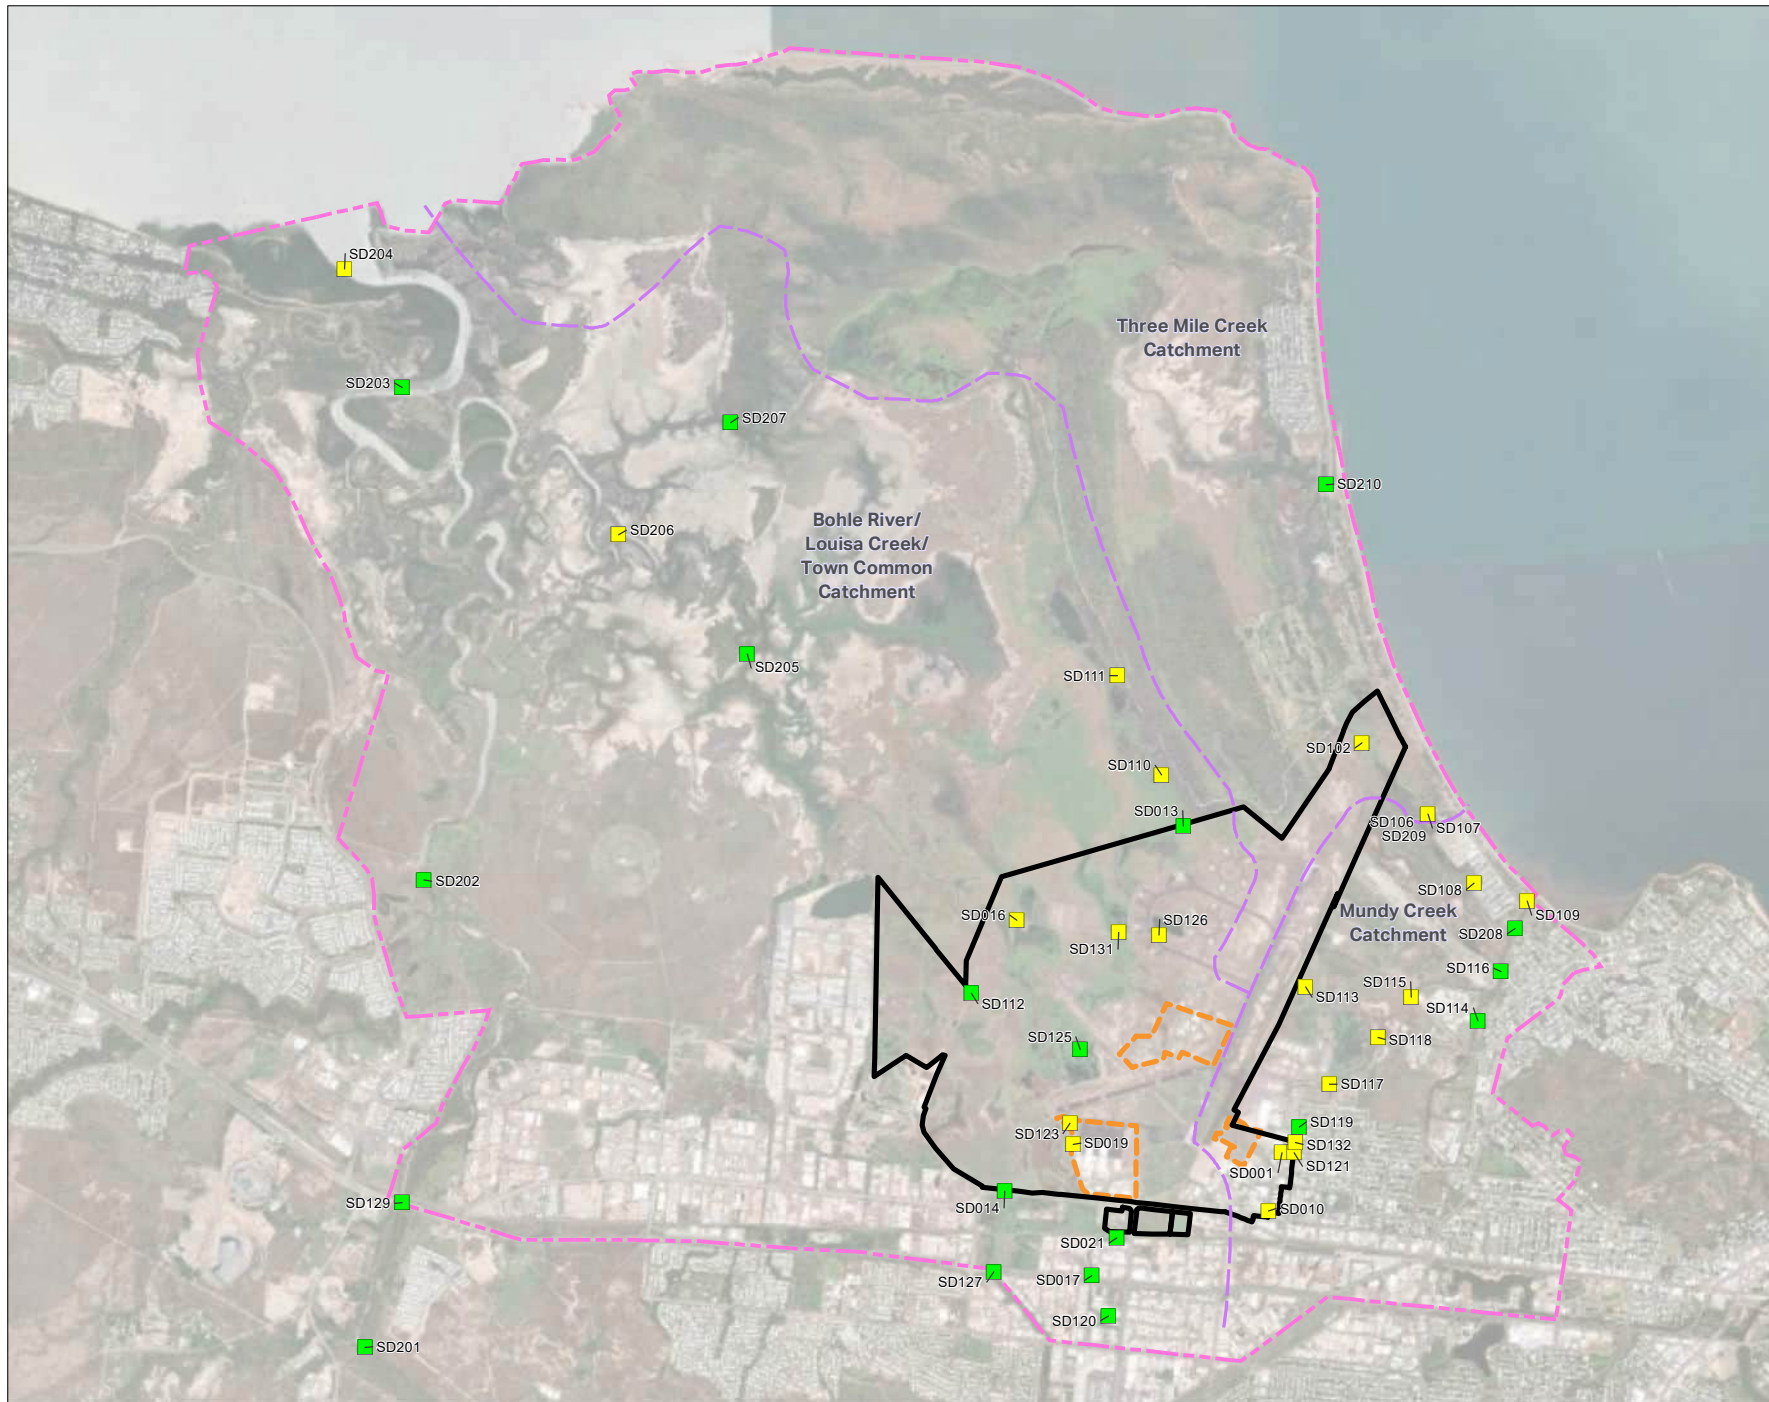 SD204
Three Mile Creek
Catchment
SD203
SD207
SD210
Bohle River/
Louisa Creek/
Town Common
Catchment
SD206
SD205
SD111
SD102
SD110
SD013
SD106
SD107
SD209
SD202
SD108
Mundy Creek
Catchment
SD109
SD016
SD126
SD131
SD208
SD116
SD115
SD113
SD112
SD114
SD125
SD118
SD117
SD119
SD123
SD019
SD132
SD121
SD001
SD129
SD014
SD010
SD021
SD127
SD017
SD120
SD201